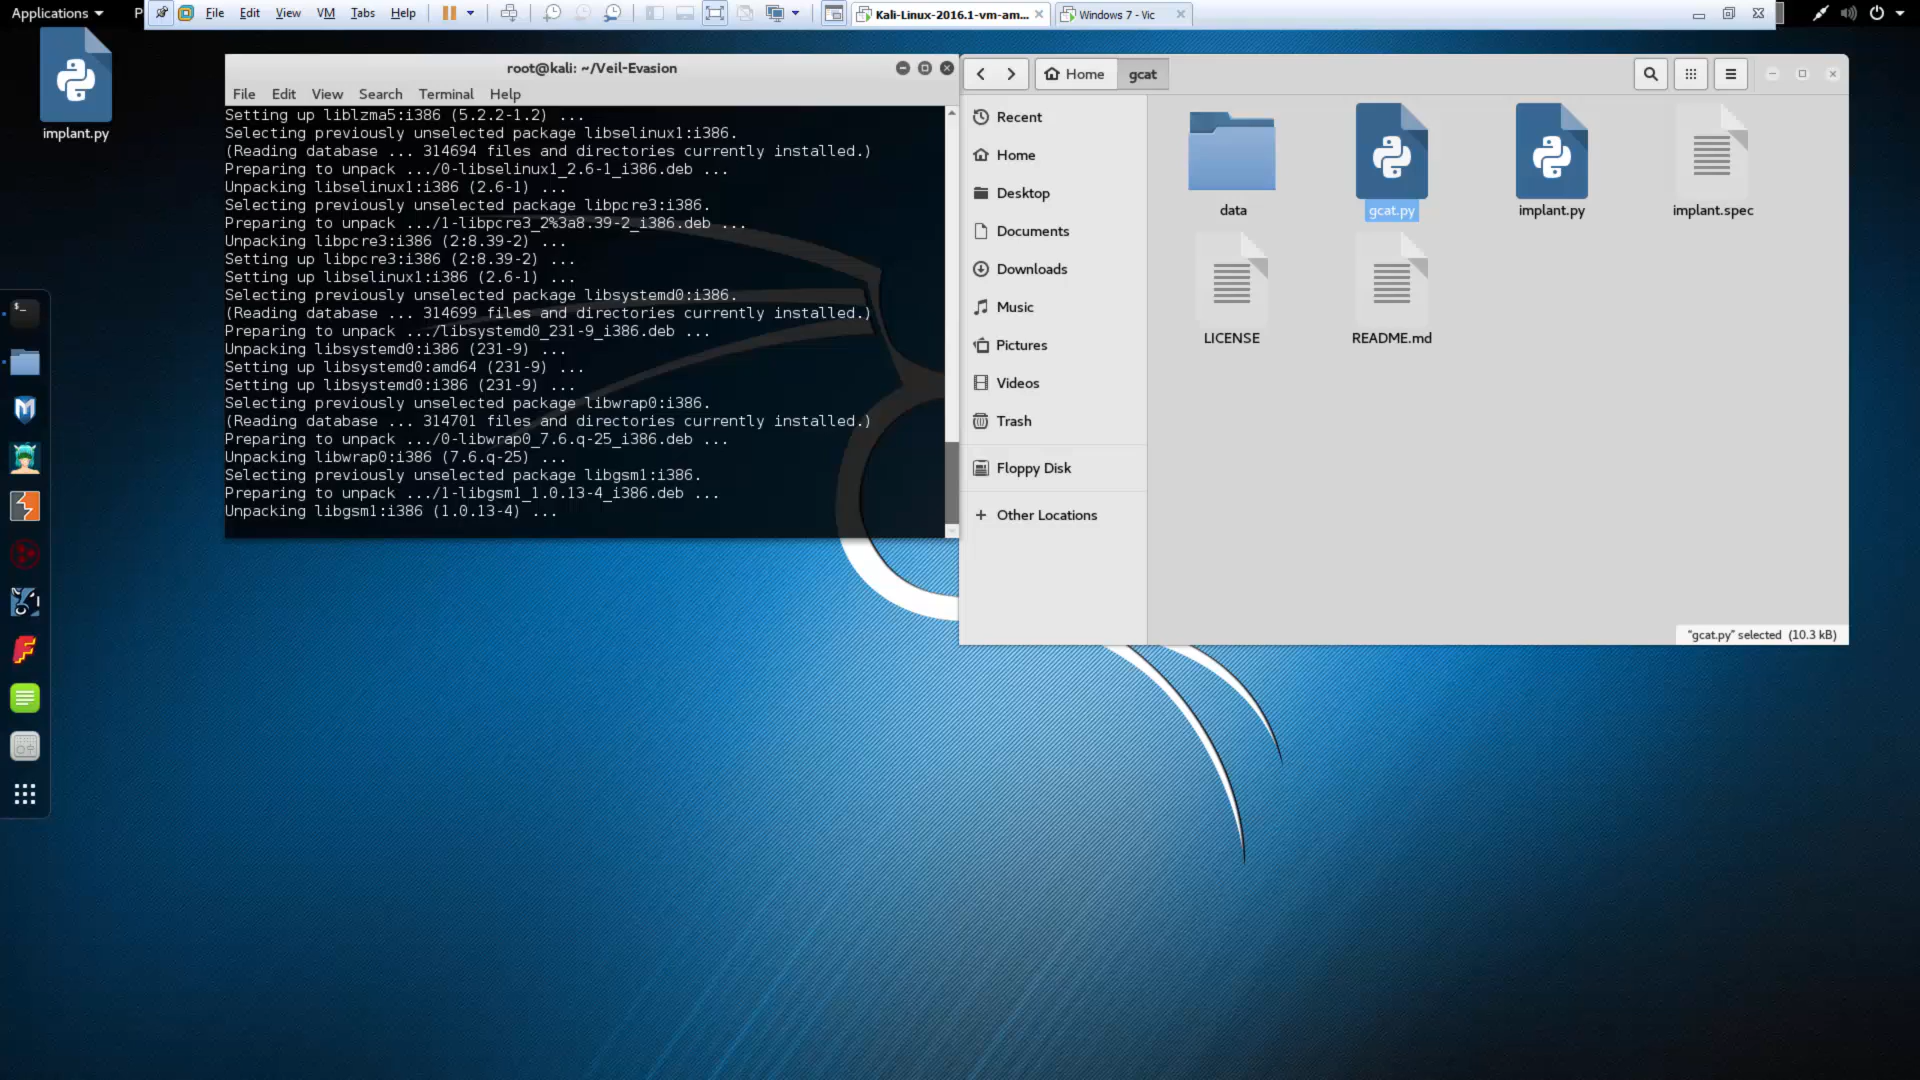 Applications
P
File Edit View VM Tabs Help
Kali-Linux-2016.1-vm-am...
Windows 7 - Vic
implant.py
root@kali: ~/Veil-Evasion
File Edit View Search Terminal Help
Setting up liblzma5:i386 (5.2.2-1.2) ...
Selecting previously unselected package libselinux1:i386.
(Reading database ... 314694 files and directories currently installed.)
Preparing to unpack .../0-libselinux1_2.6-1_i386.deb ...
Unpacking libselinux1:i386 (2.6-1) ...
Selecting previously unselected package libpcre3:i386.
Preparing to unpack .../1-libpcre3_2%3a8.39-2_i386.deb ...
Unpacking libpcre3:i386 (2:8.39-2) ...
Setting up libpcre3:i386 (2:8.39-2) ...
Setting up libselinux1:i386 (2.6-1) ...
Selecting previously unselected package libsystemd0:i386.
(Reading database ... 314699 files and directories currently installed.)
Preparing to unpack .../libsystemd0_231-9_i386.deb ...
Unpacking libsystemd0:i386 (231-9) ...
Setting up libsystemd0:amd64 (231-9) ...
Setting up libsystemd0:i386 (231-9) ...
Selecting previously unselected package libwrap0:i386.
(Reading database ... 314701 files and directories currently installed.)
Preparing to unpack .../0-libwrap0_7.6.q-25_i386.deb ...
Unpacking libwrap0:i386 (7.6.q-25) ...
Selecting previously unselected package libgsm1:i386.
Preparing to unpack .../1-libgsm1_1.0.13-4_i386.deb ...
Unpacking libgsm1:i386 (1.0.13-4) ...
Home gcat
Recent
Home
Desktop
Documents
Downloads
Music
Pictures
Videos
Trash
Floppy Disk
Other Locations
data
gcat.py
implant.py
implant.spec
LICENSE
README.md
"gcat.py" selected (10.3 kB)